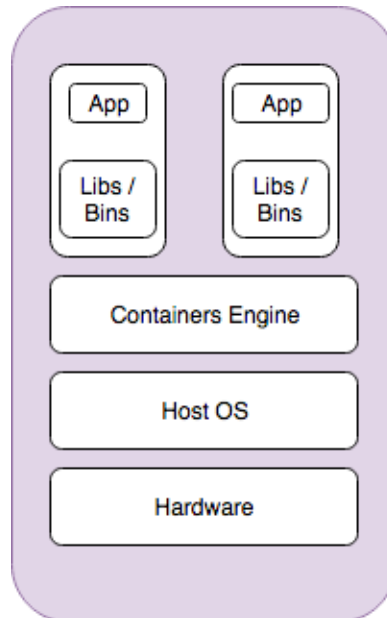 App
App
Libs /
Bins
Libs /
Bins
Containers Engine
Host OS
Hardware